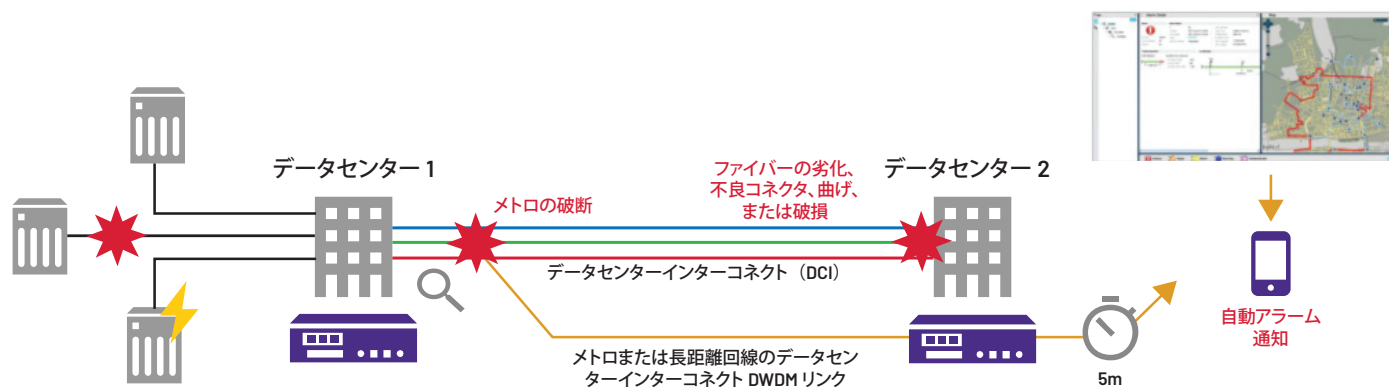 データセンター 1
メトロの破断
ファイバーの劣化、
不良コネクタ、曲げ、
または破損
データセンター 2
データセンターインターコネクト（DCI）
メトロまたは長距離回線のデータセン
ターインターコネクト DWDM リンク
5m
自動アラーム
通知